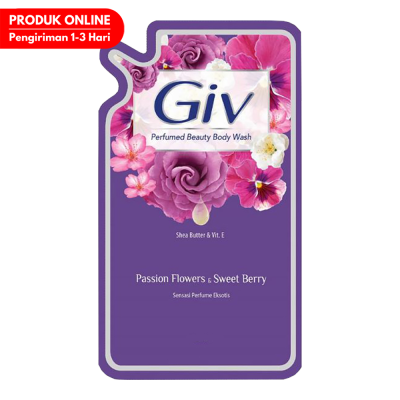 PRODUK ONLINE
Pengiriman 1-3 Hari
Giv
Perfumed Beauty Body Wash
Shea Butter & Vit. E
Passion Flowers & Sweet Berry
Sensasi Perfume Eksotis